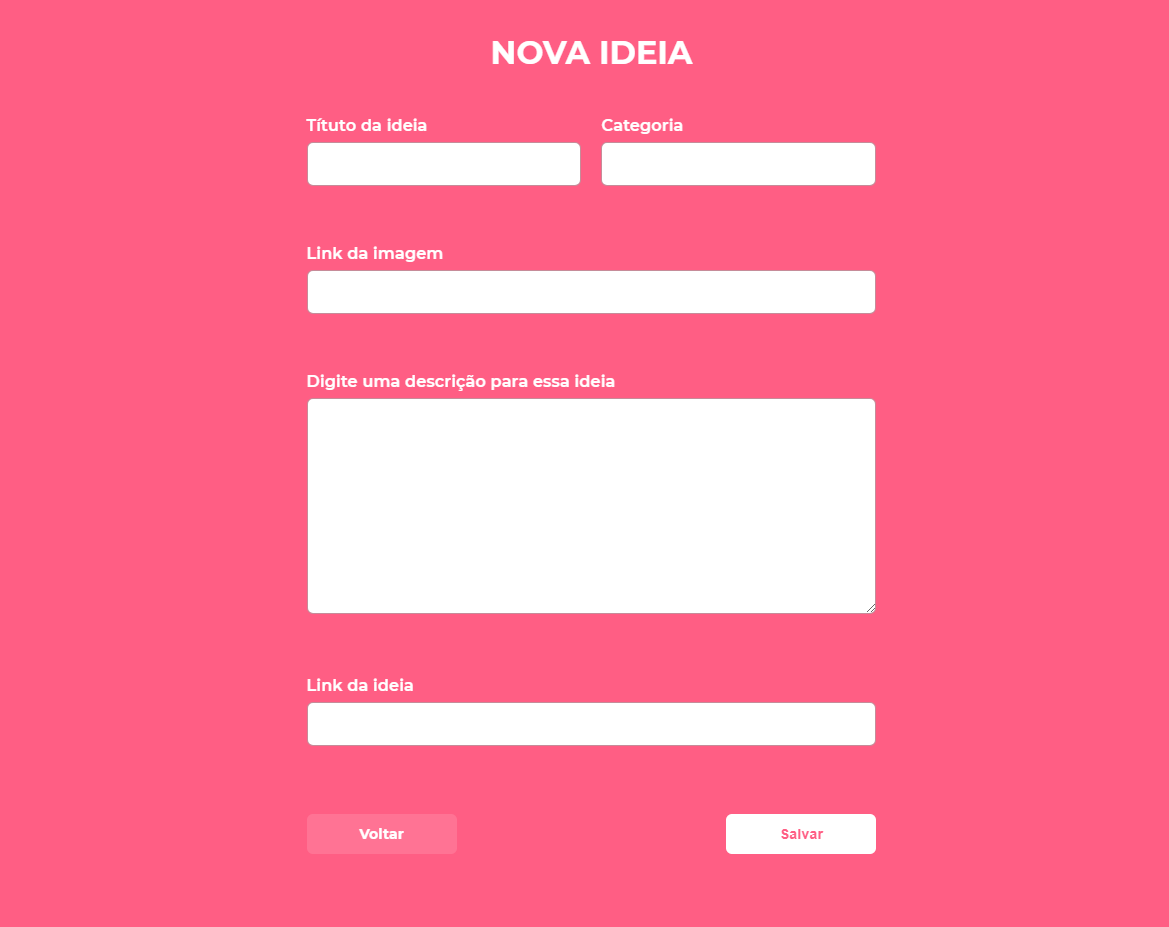 NOVA IDEIA
Títuto da ideia
Categoria
Link da imagem
Digite uma descrição para essa ideia
Link da ideia
Voltar
Salvar